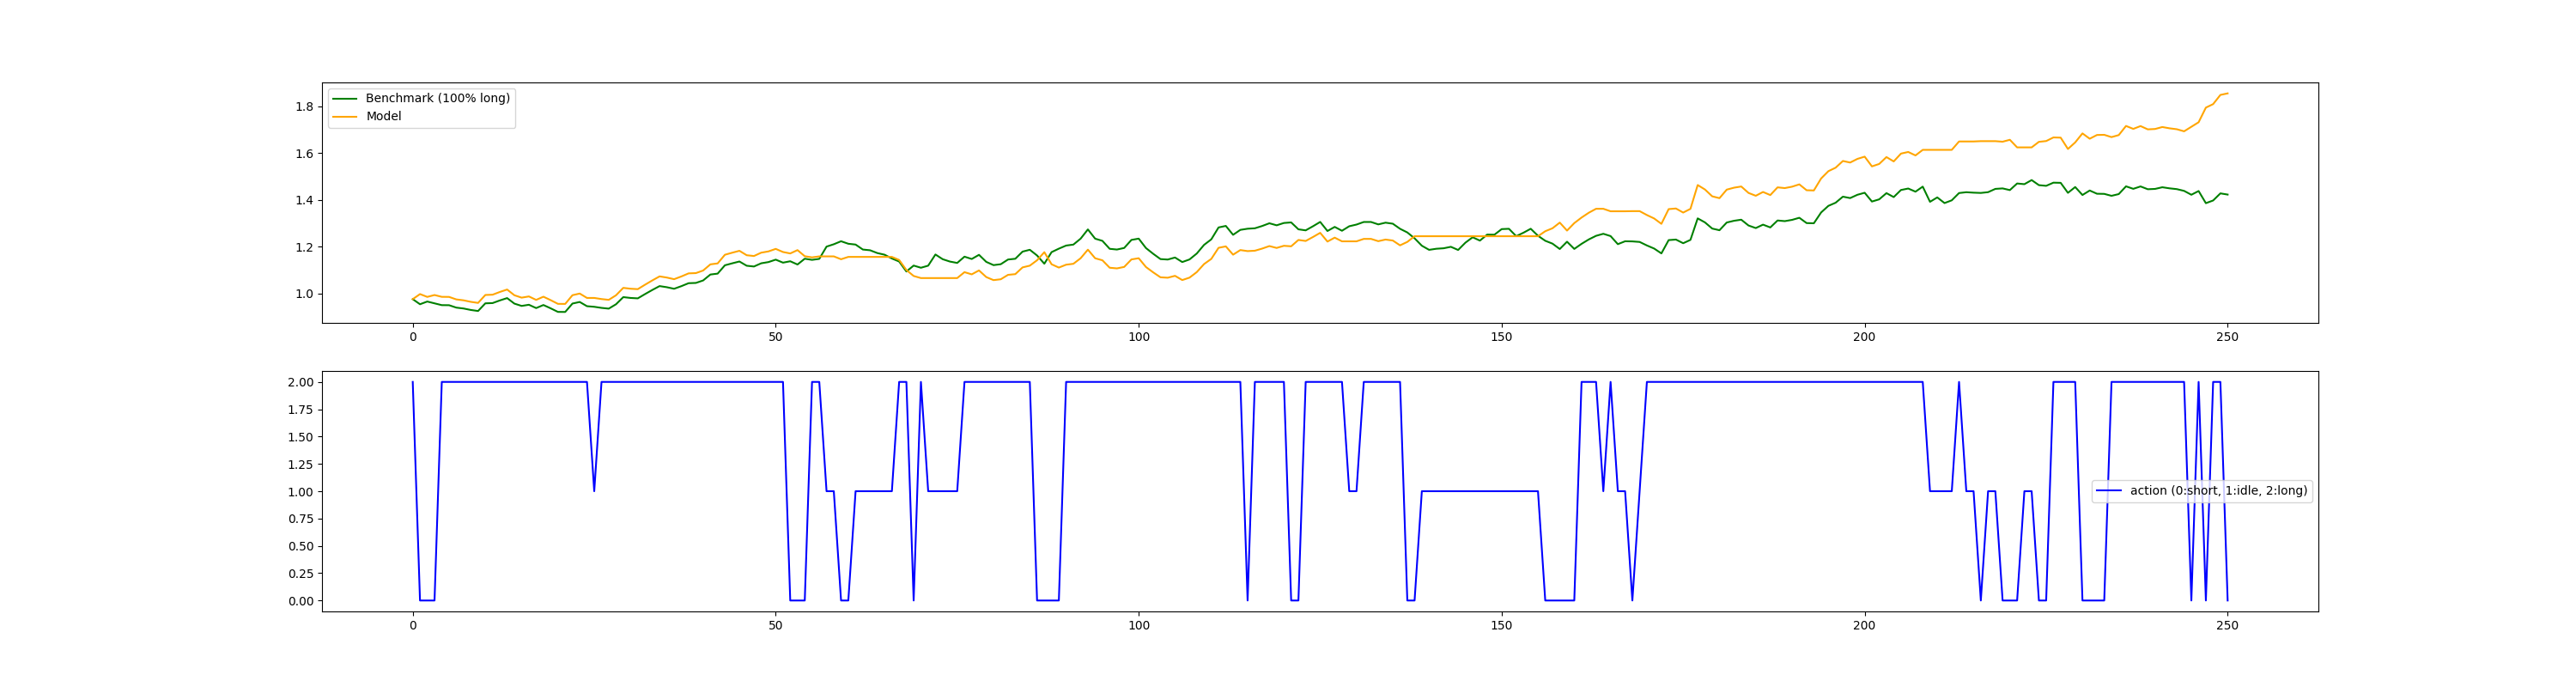 Benchmark (100% long)
Model
1.8
1.6
1.4
1.2
1.0
0 50 100 150 200 250
2.00
1.75
1.50
1.25
1.00
0.75
0.50
0.25
0.00
action (0:short, 1:idle, 2:long)
0 50 100 150 200 250